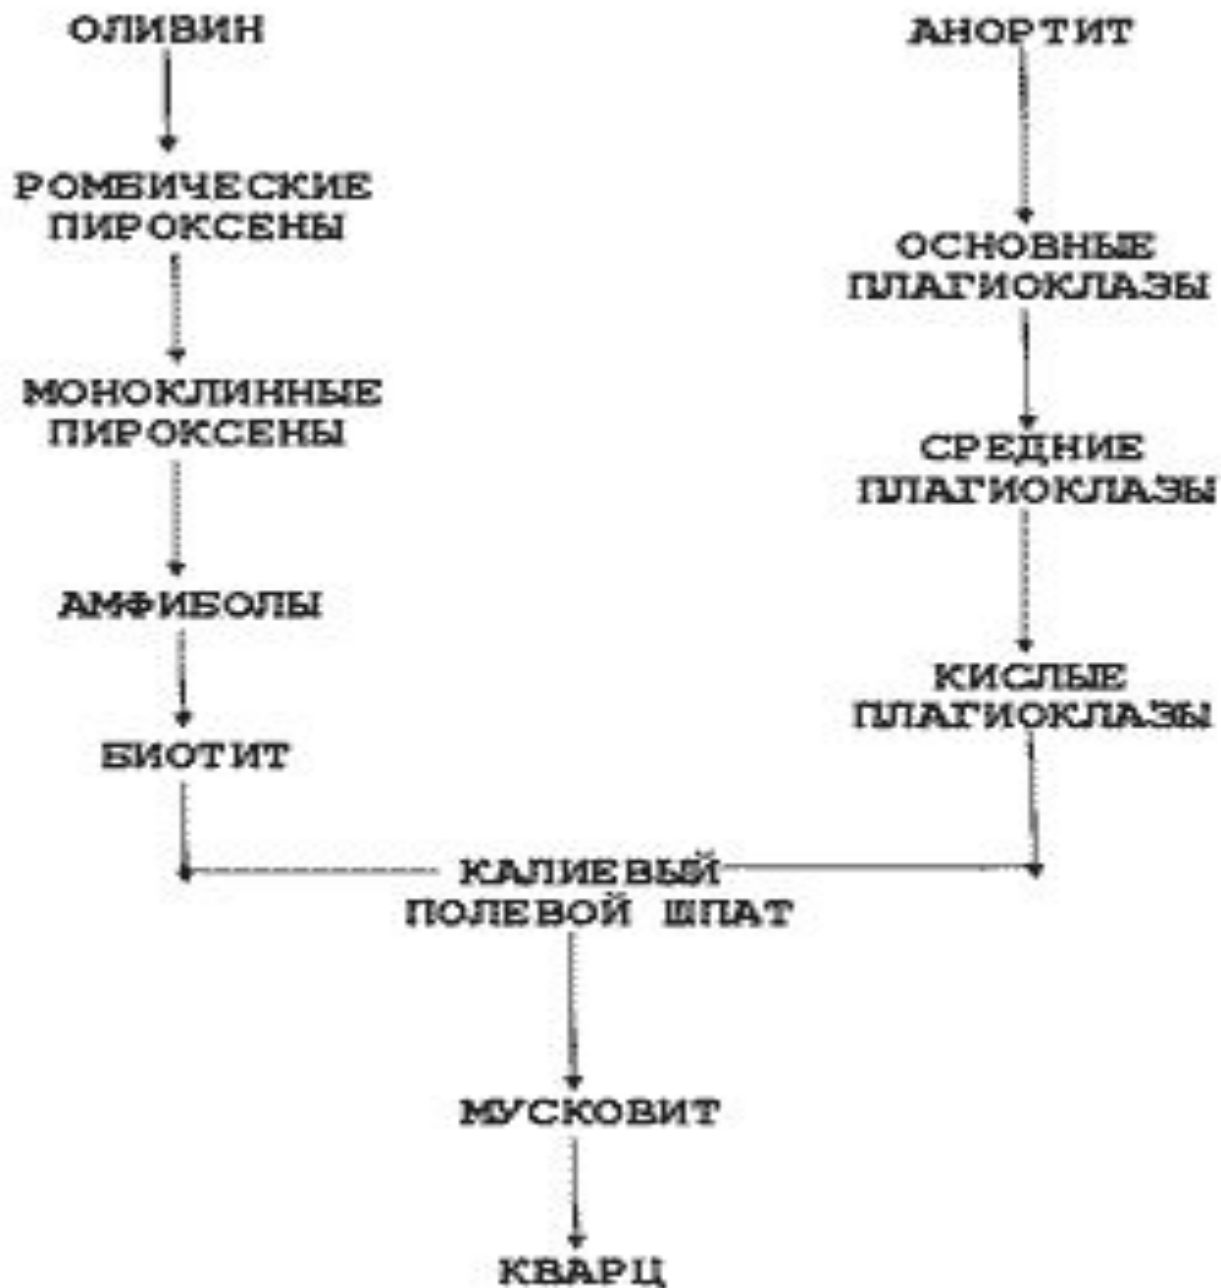 ОЛИВИН
АНОРТИТ
РОМБИЧЕСКИЕ
ПИРОКСЕНЫ
ОСНОВНЫЕ
ПЛАГИОКЛАЗЫ
МОНОКЛИННЫЕ
ПИРОКСЕНЫ
СРЕДНИЕ
ПЛАГИОКЛАЗЫ
АМФИБОЛЫ
КИСЛЫЕ
ПЛАГИОКЛАЗЫ
БИОТИТ
КАЛИЕВЫЙ
ПОЛЕВОЙ ШПАТ
МУСКОВИТ
КВАРЦ